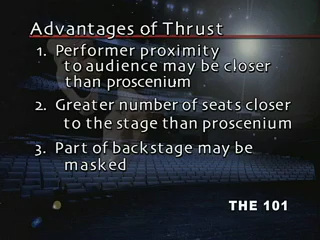 Advantages of Thrust
1. Performer proximity
to audience may be closer
than proscenium
2. Greater number of seats closer
to the stage than proscenium
3. Part of backstage may be
masked
THE 101